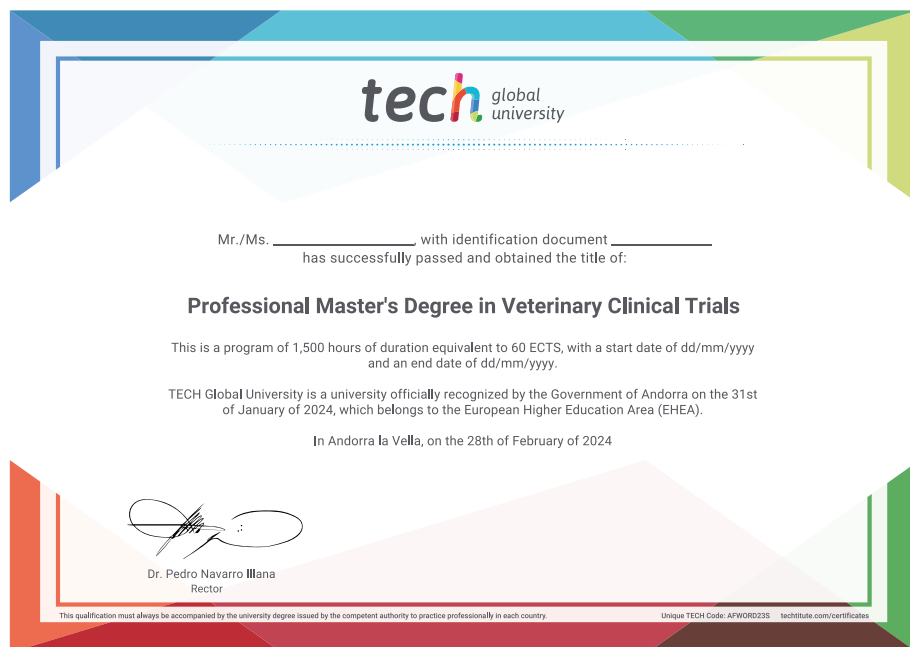 tech global
university
Mr./Ms. ____________, with identification document ____________
has successfully passed and obtained the title of:
Professional Master's Degree in Veterinary Clinical Trials
This is a program of 1,500 hours of duration equivalent to 60 ECTS, with a start date of dd/mm/yyyy
and an end date of dd/mm/yyyy.
TECH Global University is a university officially recognized by the Government of Andorra on the 31st
of January of 2024, which belongs to the European Higher Education Area (EHEA).
In Andorra la Vella, on the 28th of February of 2024
Dr. Pedro Navarro Illana
Rector
This qualification must always be accompanied by the university degree issued by the competent authority to practice professionally in each country. Unique TECH Code: AFWORD23S techtitute.com/certificates